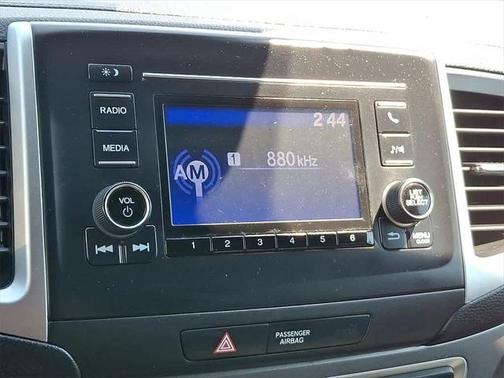 RADIO
MEDIA
VOL
2 44
AM
1 880 kHz
LIST
SELECT
1 2 3 4 5 6
MENU
CLOCK
PASSENGER
AIRBAG